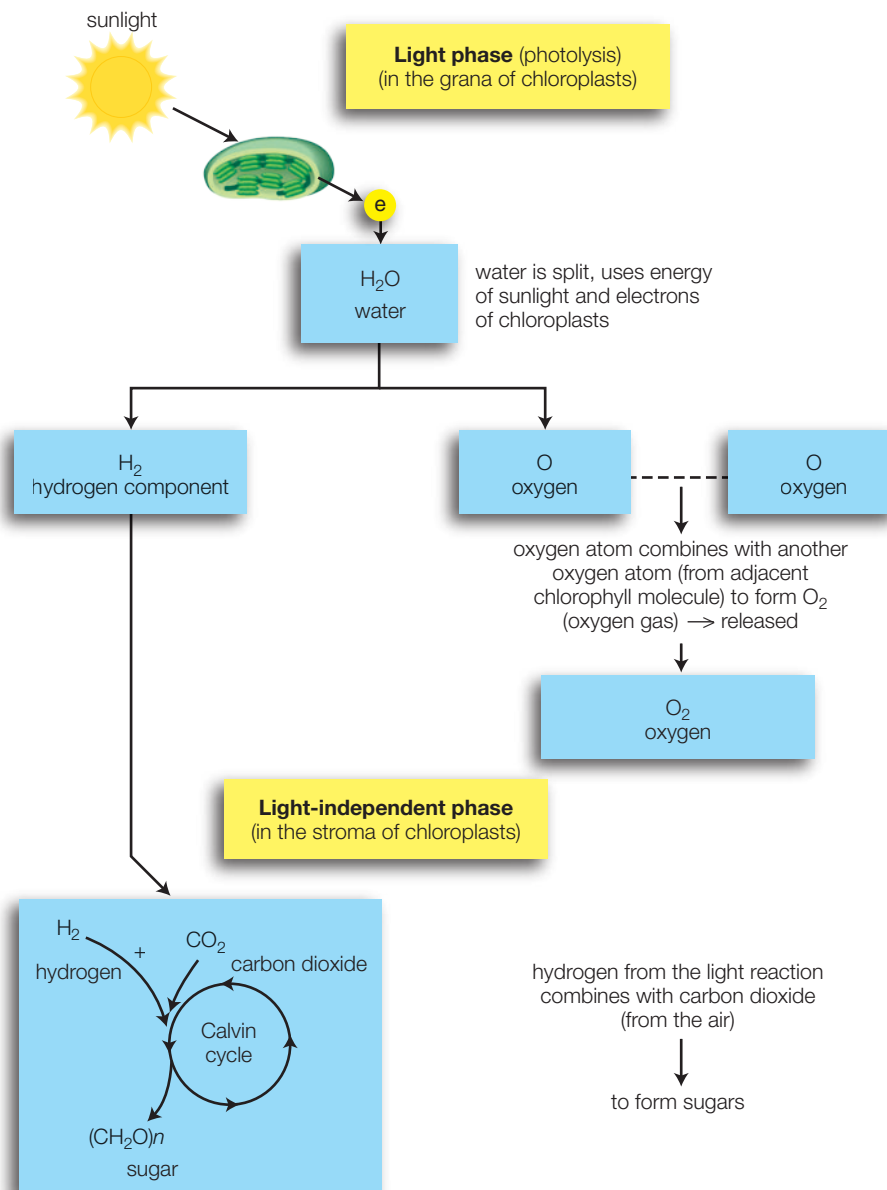 sunlight
Light phase (photolysis)
(in the grana of chloroplasts)
e
H₂O
water
water is split, uses energy
of sunlight and electrons
of chloroplasts
H₂
hydrogen component
O
oxygen
O
oxygen
oxygen atom combines with another
oxygen atom (from adjacent
chlorophyll molecule) to form O₂
(oxygen gas) → released
O₂
oxygen
Light-independent phase
(in the stroma of chloroplasts)
H₂
hydrogen
+
CO₂
carbon dioxide
Calvin
cycle
(CH₂O)n
sugar
hydrogen from the light reaction
combines with carbon dioxide
(from the air)
to form sugars